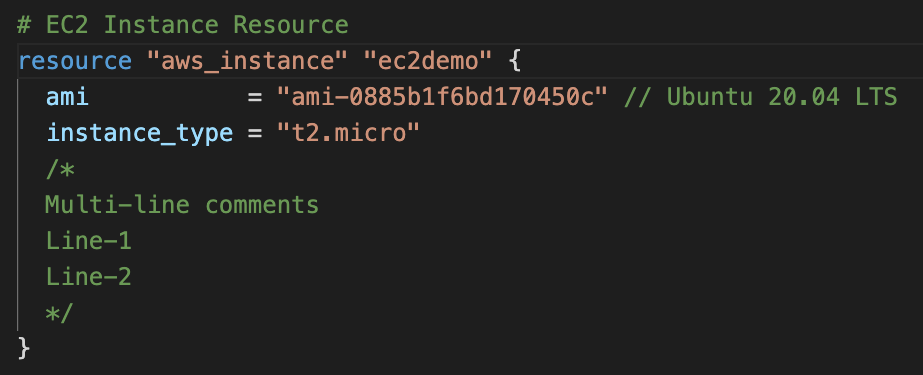 # EC2 Instance Resource
resource "aws_instance" "ec2demo" {
  ami           = "ami-0885b1f6bd170450c" // Ubuntu 20.04 LTS
  instance_type = "t2.micro"
  /*
  Multi-line comments
  Line-1
  Line-2
  */
}